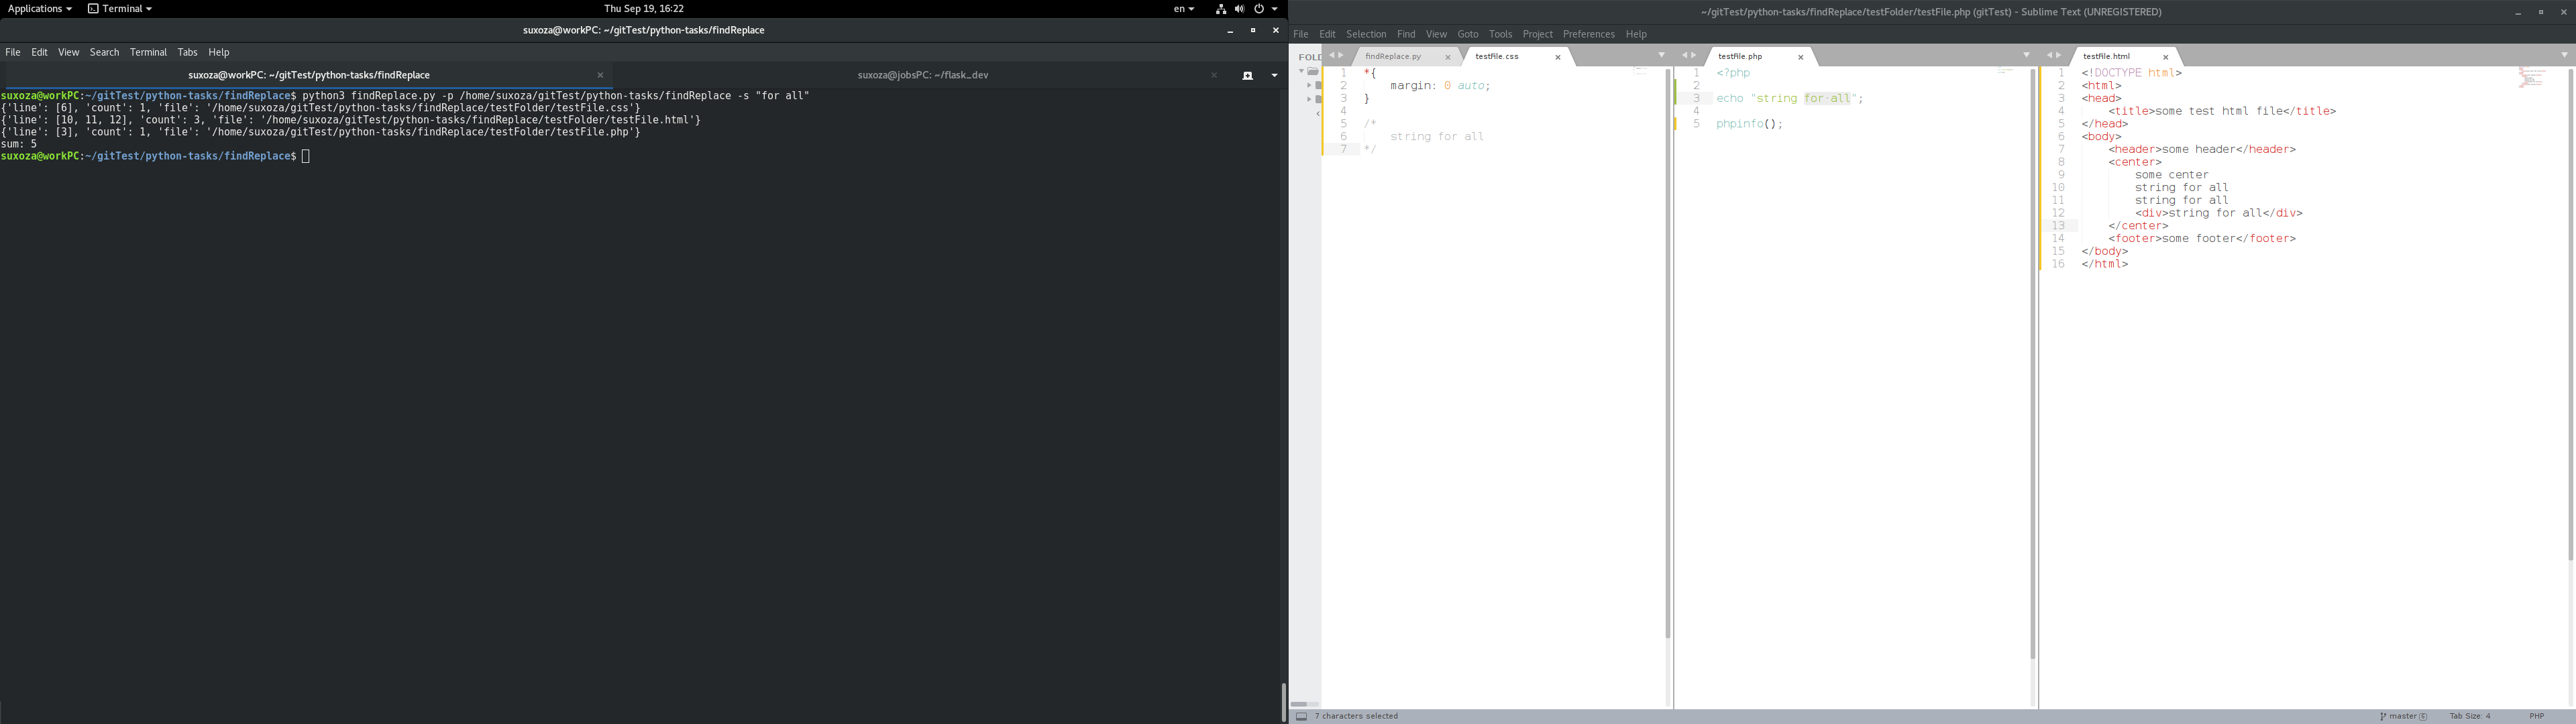 Applications Terminal Thu Sep 19, 16:22 en
suxoza@workPC: ~/gitTest/python-tasks/findReplace
File Edit View Search Terminal Tabs Help
suxoza@workPC: ~/gitTest/python-tasks/findReplace suxoza@jobsPC: ~/flask_dev
suxoza@workPC:~/gitTest/python-tasks/findReplace$ python3 findReplace.py -p /home/suxoza/gitTest/python-tasks/findReplace -s "for all"
{'line': [6], 'count': 1, 'file': '/home/suxoza/gitTest/python-tasks/findReplace/testFolder/testFile.css'}
{'line': [10, 11, 12], 'count': 3, 'file': '/home/suxoza/gitTest/python-tasks/findReplace/testFolder/testFile.html'}
{'line': [3], 'count': 1, 'file': '/home/suxoza/gitTest/python-tasks/findReplace/testFolder/testFile.php'}
sum: 5
suxoza@workPC:~/gitTest/python-tasks/findReplace$
~/gitTest/python-tasks/findReplace/testFolder/testFile.php (gitTest) - Sublime Text (UNREGISTERED)
File Edit Selection Find View Goto Tools Project Preferences Help
FOLD
findReplace.py testFile.css
1 *{
2 margin: 0 auto;
3 }
4
5 /*
6 string for all
7 */
testFile.php
1 <?php
2
3 echo "string for all";
4
5 phpinfo();
testFile.html
1 <!DOCTYPE html>
2 <html>
3 <head>
4 <title>some test html file</title>
5 </head>
6 <body>
7 <header>some header</header>
8 <center>
9 some center
10 string for all
11 string for all
12 <div>string for all</div>
13 </center>
14 <footer>some footer</footer>
15 </body>
16 </html>
7 characters selected master 6 Tab Size: 4 PHP